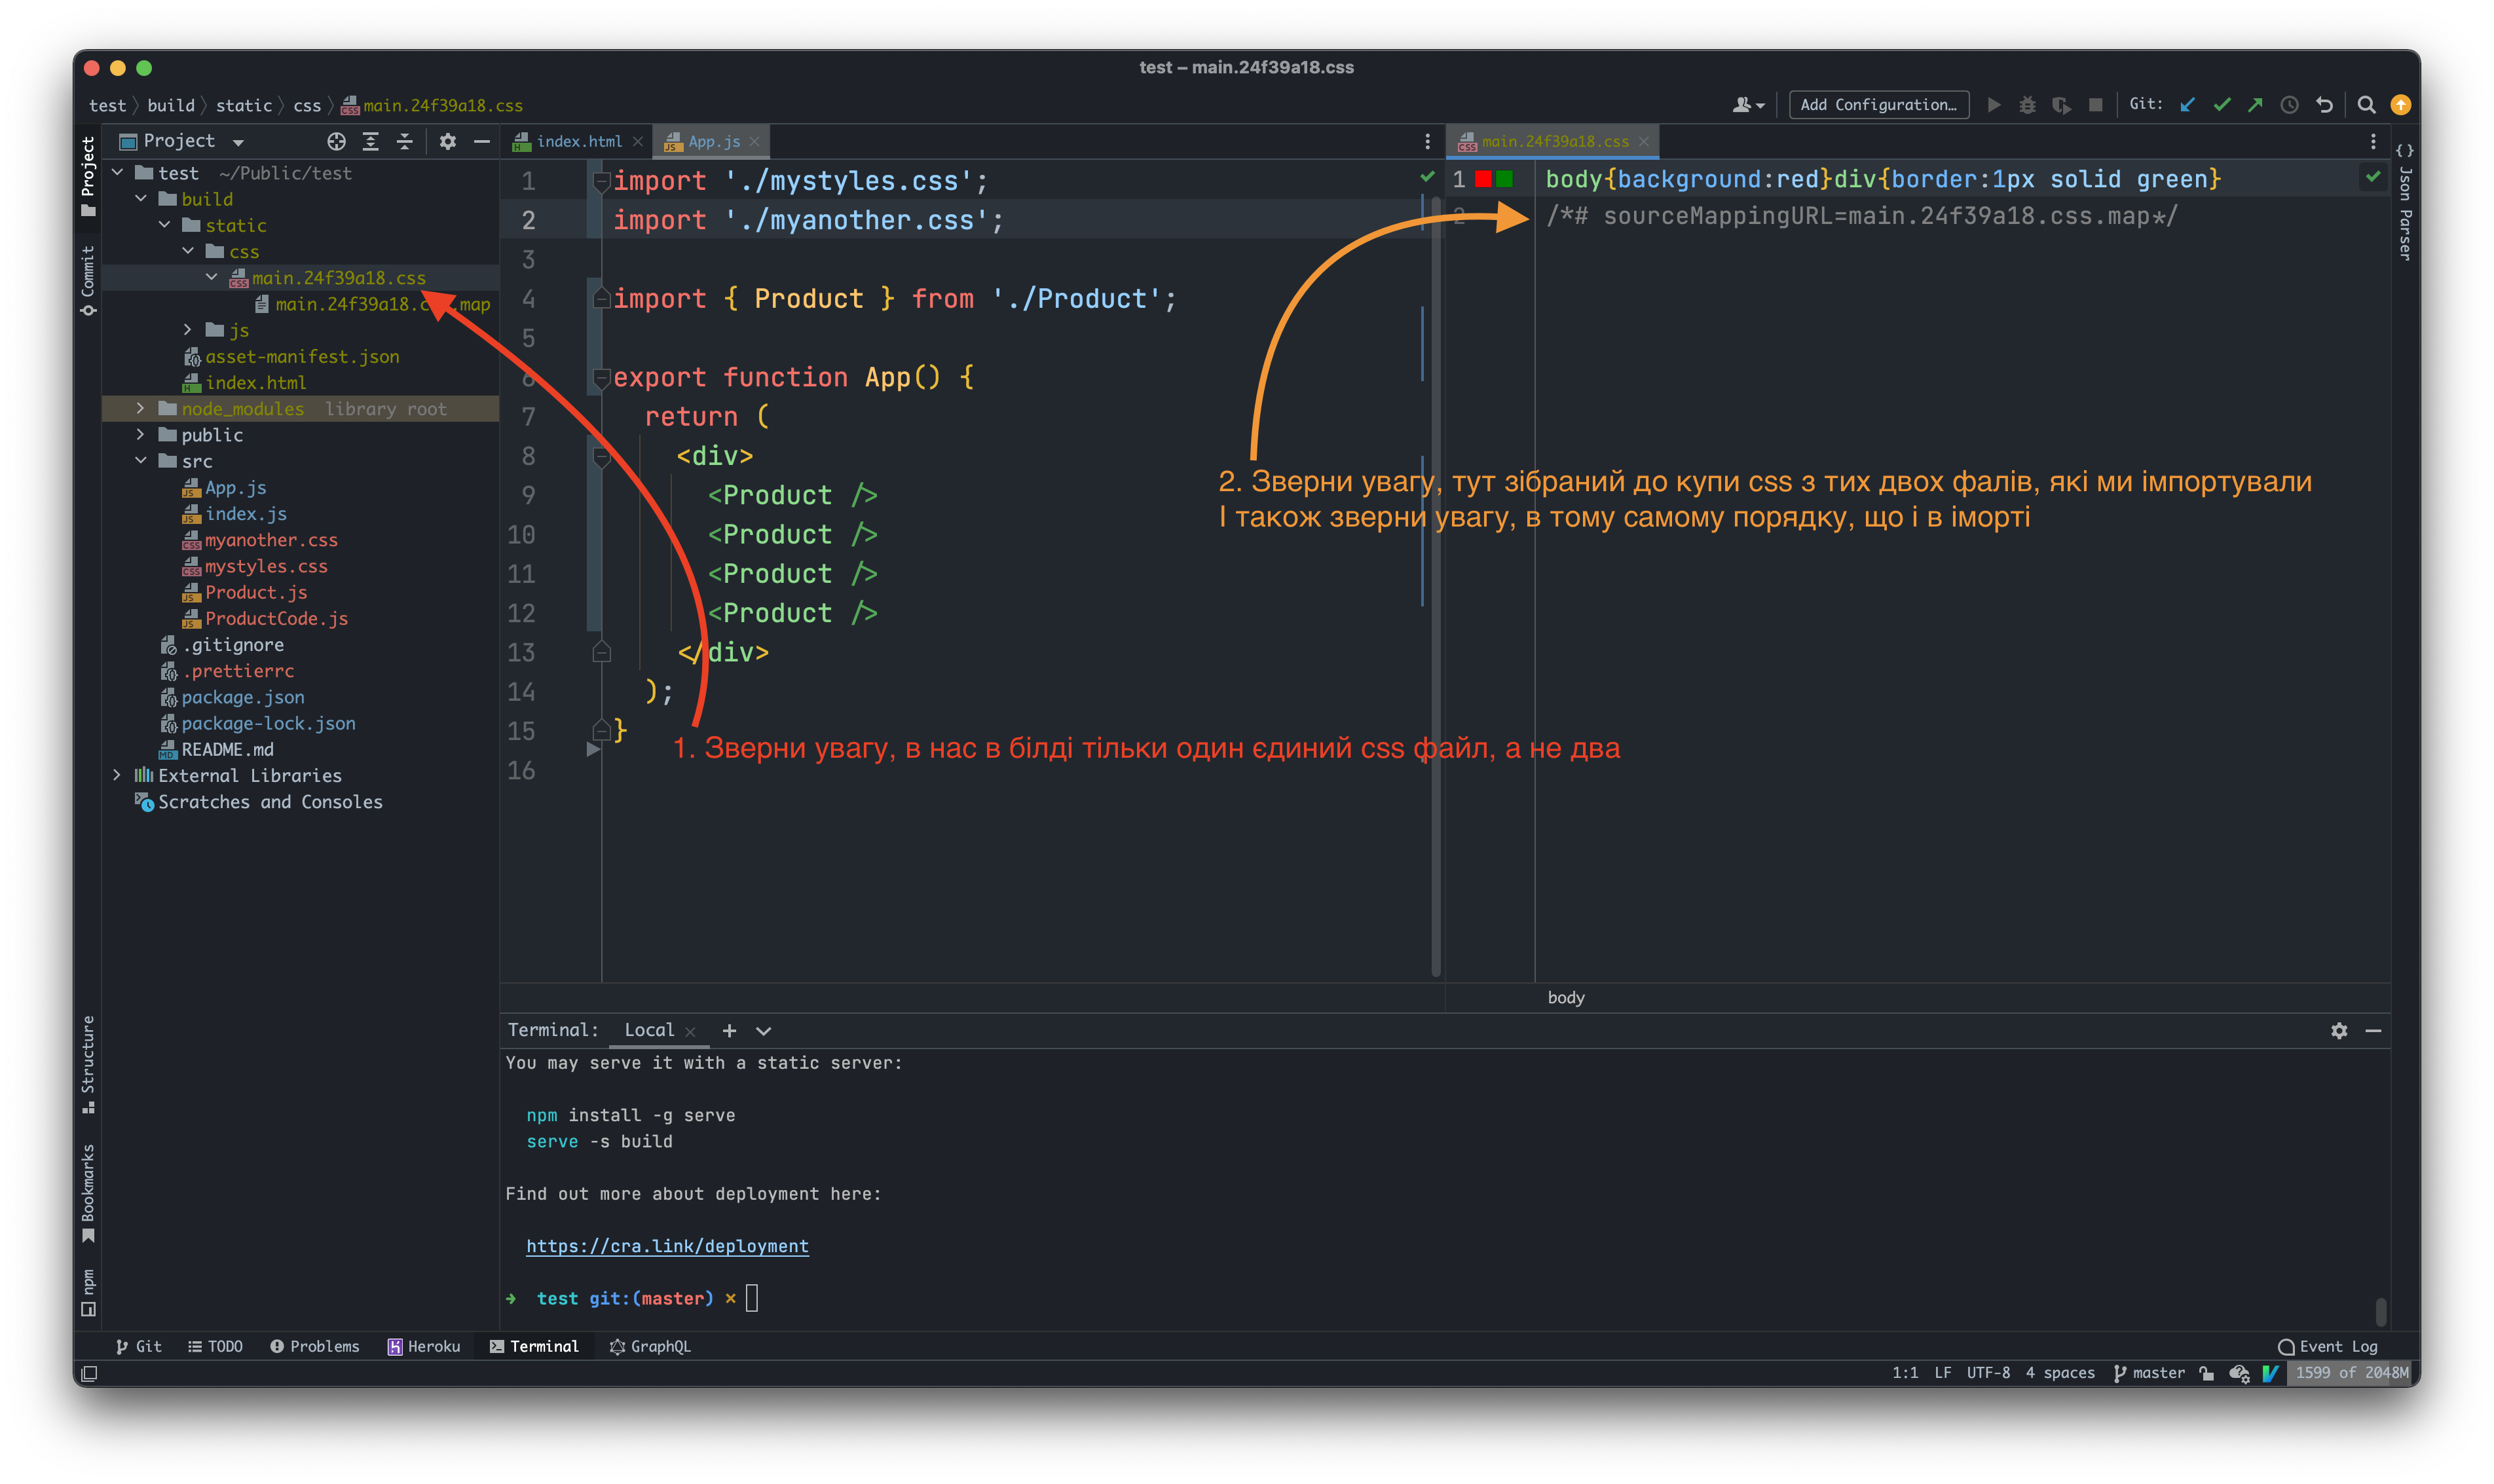 test – main.24f39a18.css
test build static css main.24f39a18.css
Add Configuration...
Git:
Project
index.html
App.js
main.24f39a18.css
Project
Commit
Structure
Bookmarks
npm
Json Parser
test ~/Public/test
build
static
css
main.24f39a18.css
main.24f39a18.c map
js
asset-manifest.json
index.html
node_modules library root
public
src
App.js
index.js
myanother.css
mystyles.css
Product.js
ProductCode.js
.gitignore
.prettierrc
package.json
package-lock.json
README.md
External Libraries
Scratches and Consoles
1 import './mystyles.css';
2 import './myanother.css';
3
4 import { Product } from './Product';
5
6 export function App() {
7 return (
8 <div>
9 <Product />
10 <Product />
11 <Product />
12 <Product />
13 </div>
14 );
15 }
16
1 body{background:red}div{border:1px solid green}
2 /*# sourceMappingURL=main.24f39a18.css.map*/
2. Зверни увагу, тут зібраний до купи css з тих двох фалів, які ми імпортували
І також зверни увагу, в тому самому порядку, що і в іморті
1. Зверни увагу, в нас в білді тільки один єдиний css файл, а не два
body
Terminal: Local
You may serve it with a static server:
npm install -g serve
serve -s build
Find out more about deployment here:
https://cra.link/deployment
→ test git:(master) ×
Git TODO Problems Heroku Terminal GraphQL Event Log
1:1 LF UTF-8 4 spaces master 1599 of 2048M